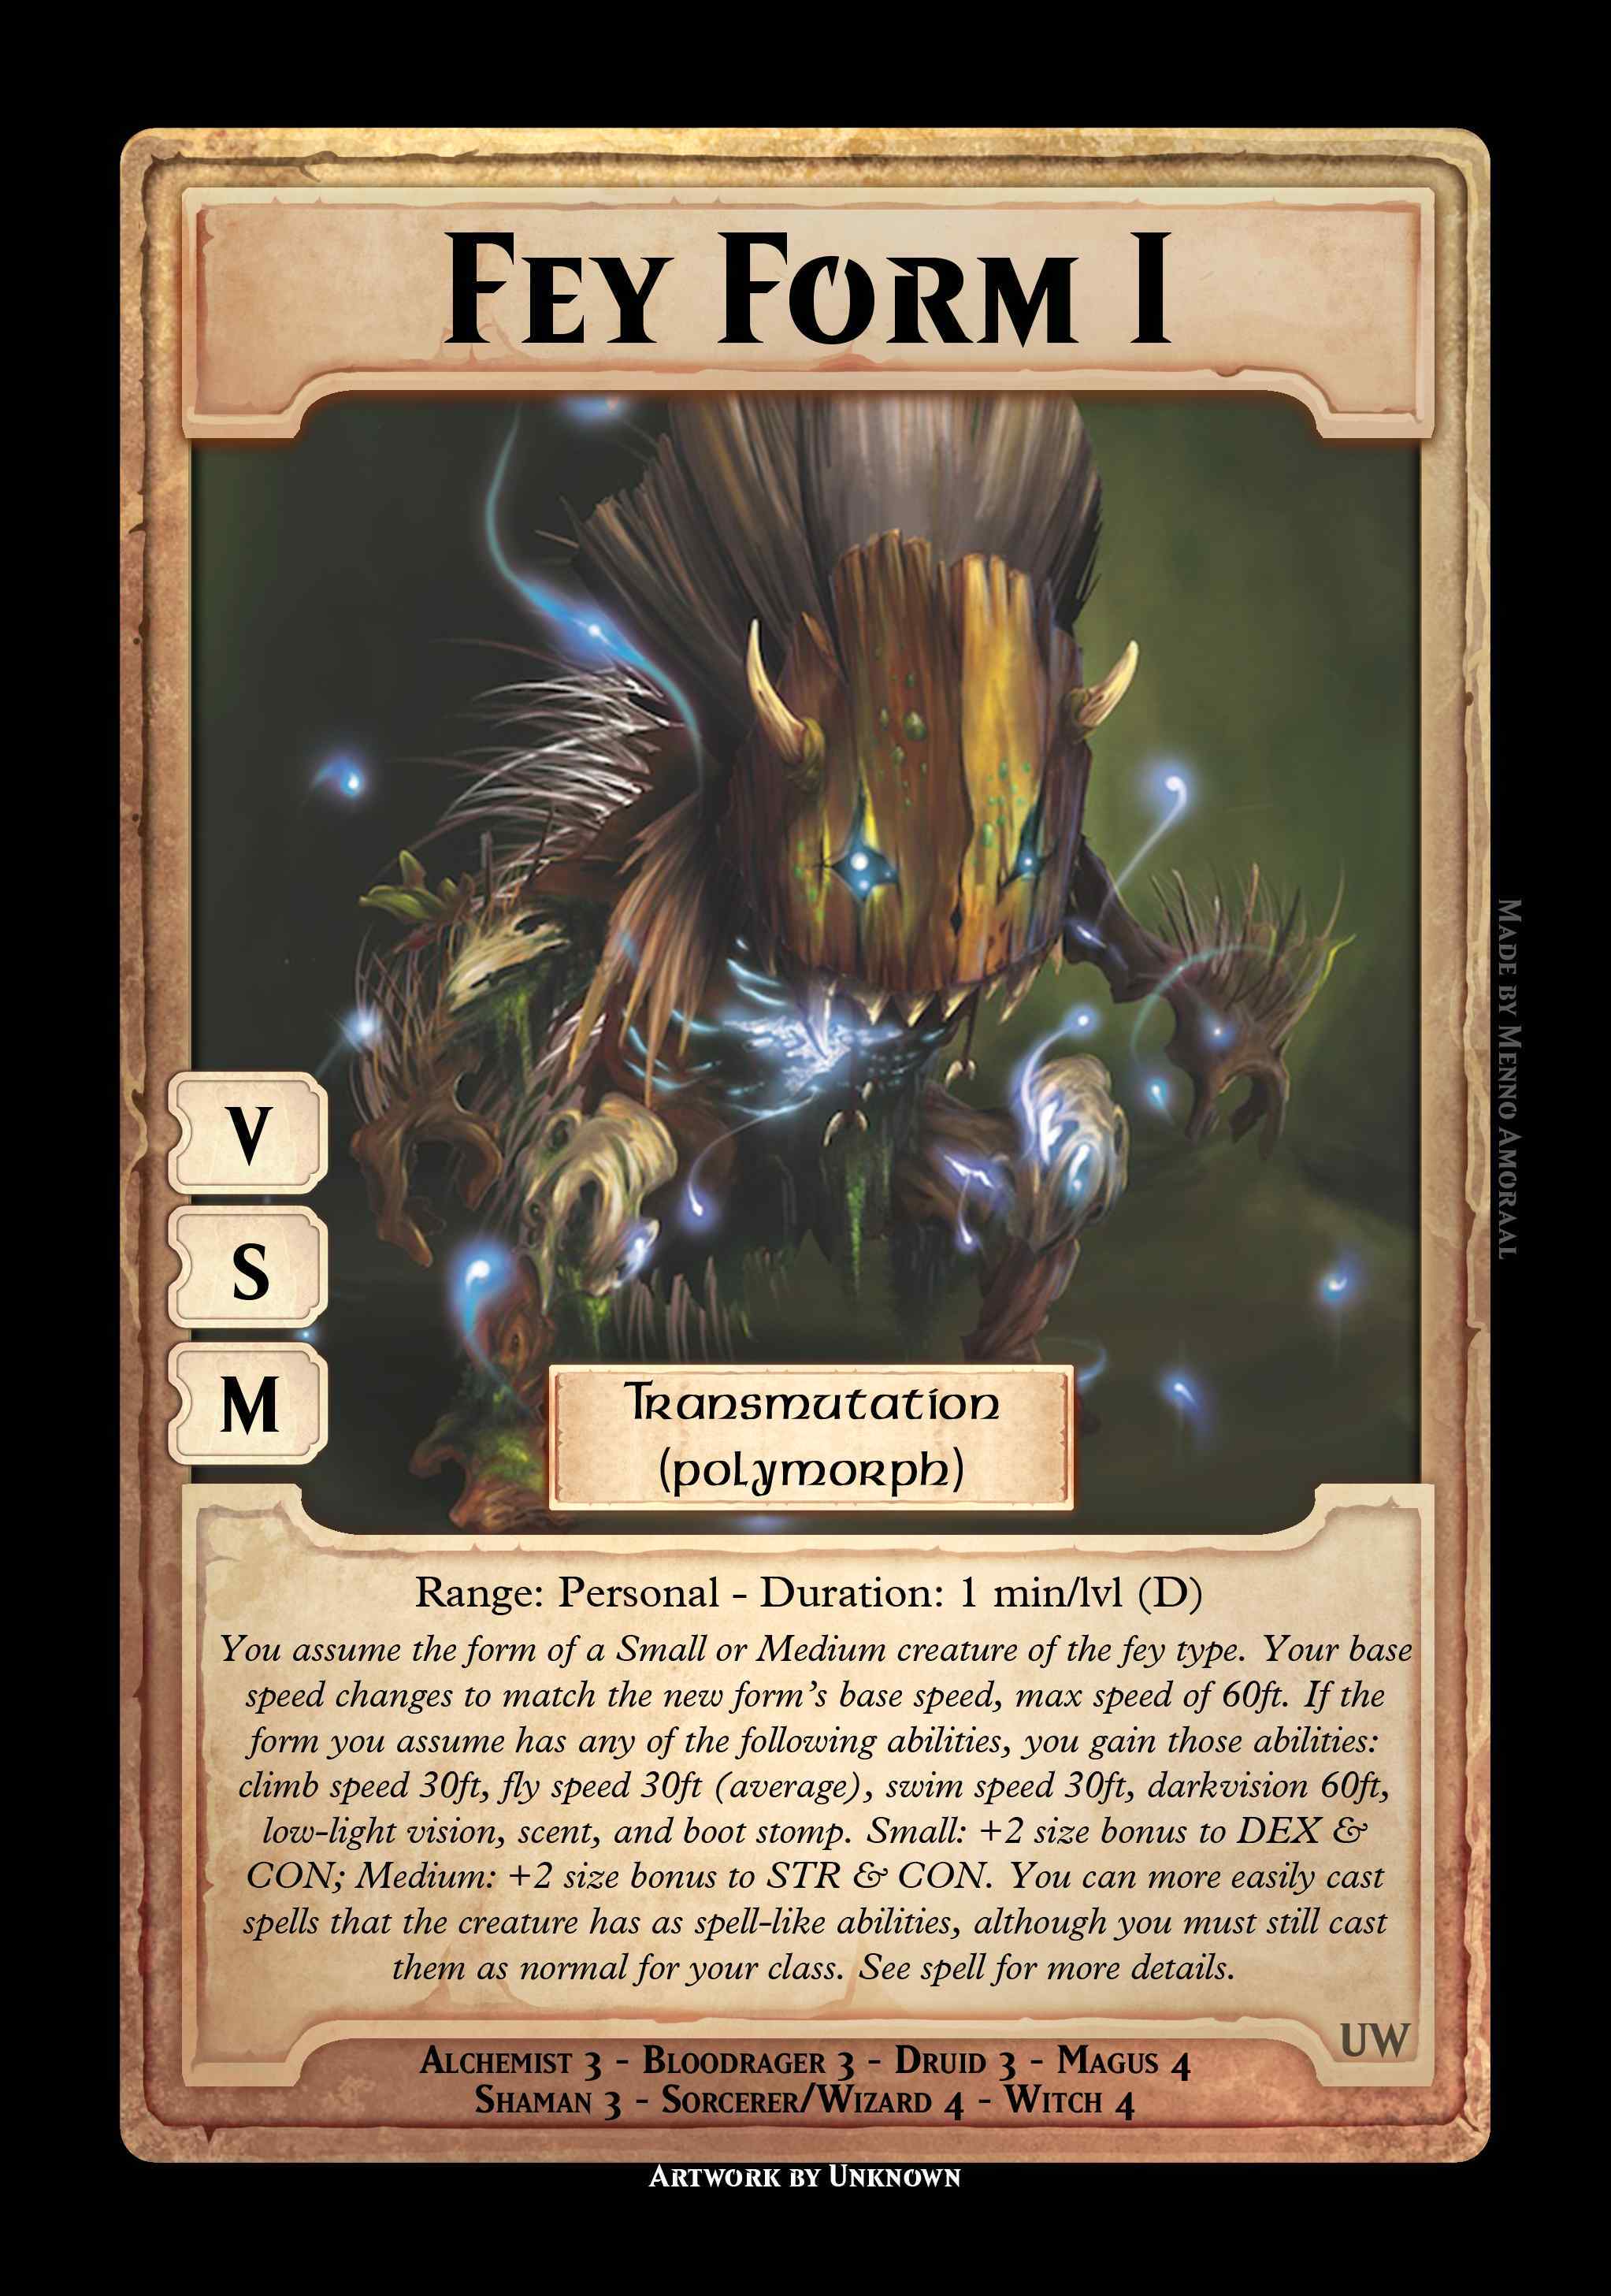 Fey Form I
Made by Menno Amoraal
V
S
M
Transmutation
(polymorph)
Range: Personal - Duration: 1 min/lvl (D)
You assume the form of a Small or Medium creature of the fey type. Your base
speed changes to match the new form's base speed, max speed of 60ft. If the
form you assume has any of the following abilities, you gain those abilities:
climb speed 30ft, fly speed 30ft (average), swim speed 30ft, darkvision 60ft,
low-light vision, scent, and boot stomp. Small: +2 size bonus to DEX &
CON; Medium: +2 size bonus to STR & CON. You can more easily cast
spells that the creature has as spell-like abilities, although you must still cast
them as normal for your class. See spell for more details.
UW
Alchemist 3 - Bloodrager 3 - Druid 3 - Magus 4
Shaman 3 - Sorcerer/Wizard 4 - Witch 4
Artwork by Unknown